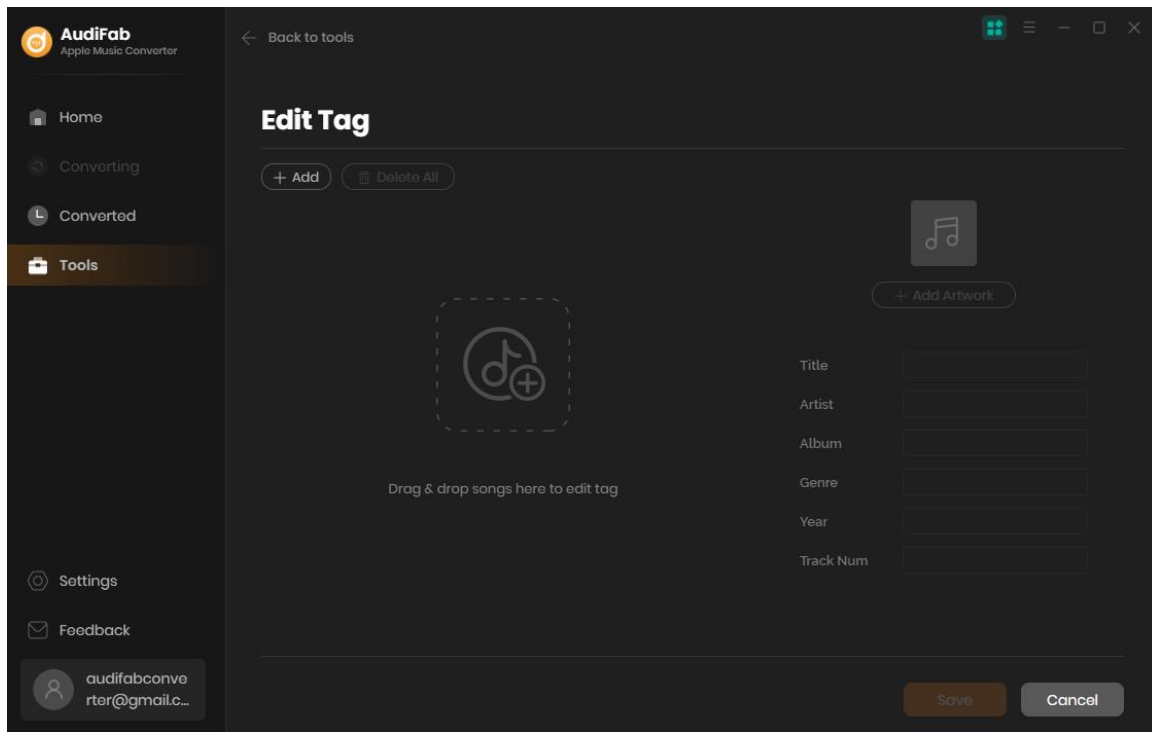 AudiFab
Apple Music Converter
Back to tools
Home
Edit Tag
Converting
+ Add
Delete All
Converted
Tools
+ Add Artwork
Title
Artist
Album
Drag & drop songs here to edit tag
Genre
Year
Track Num
Settings
Feedback
audifabconve
rter@gmail.c...
Save
Cancel